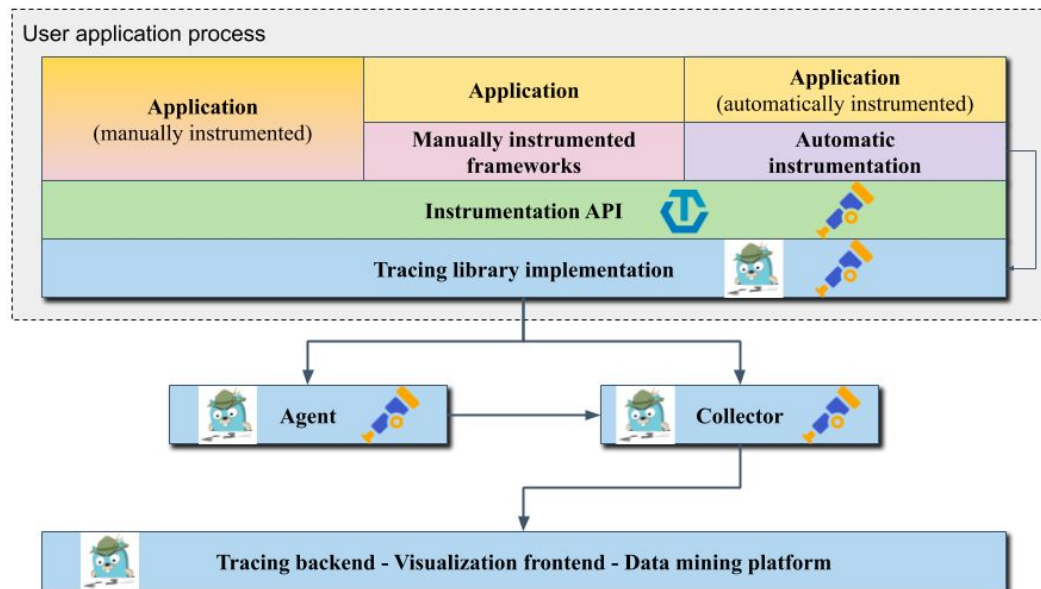 User application process
Application
(manually instrumented)
Application
Application
(automatically instrumented)
Manually instrumented
frameworks
Automatic
instrumentation
Instrumentation API
Tracing library implementation
Agent
Collector
Tracing backend - Visualization frontend - Data mining platform